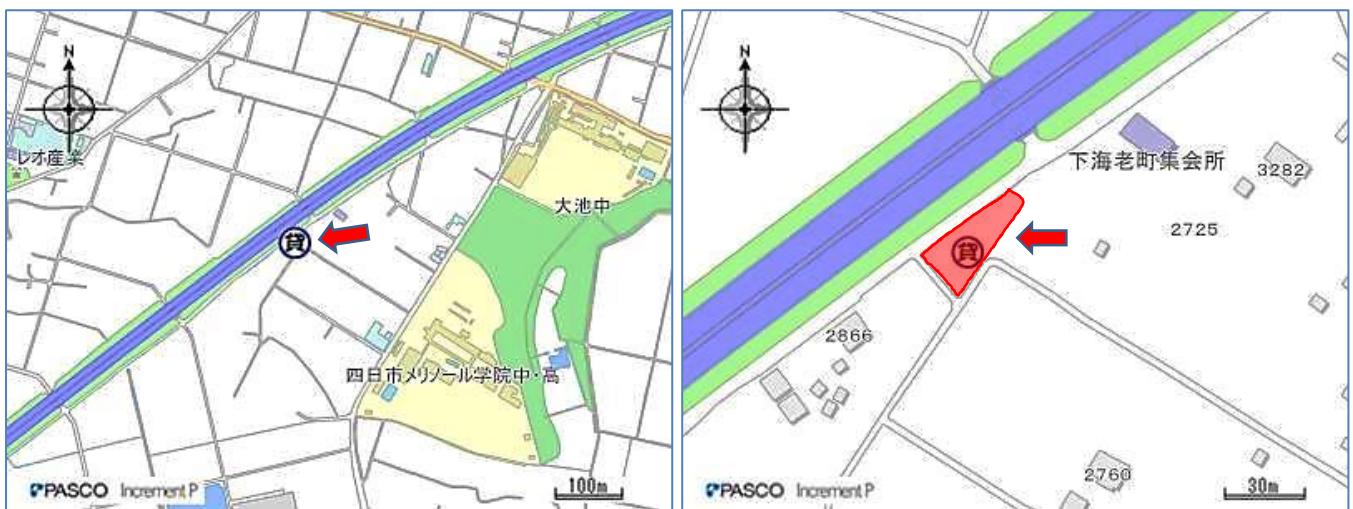 N
レオ産業
貸
大池中
四日市メリノール学院中・高
PASCO Increment P
100m
N
下海老町集会所
3282
2725
貸
2866
2760
PASCO Increment P
30m